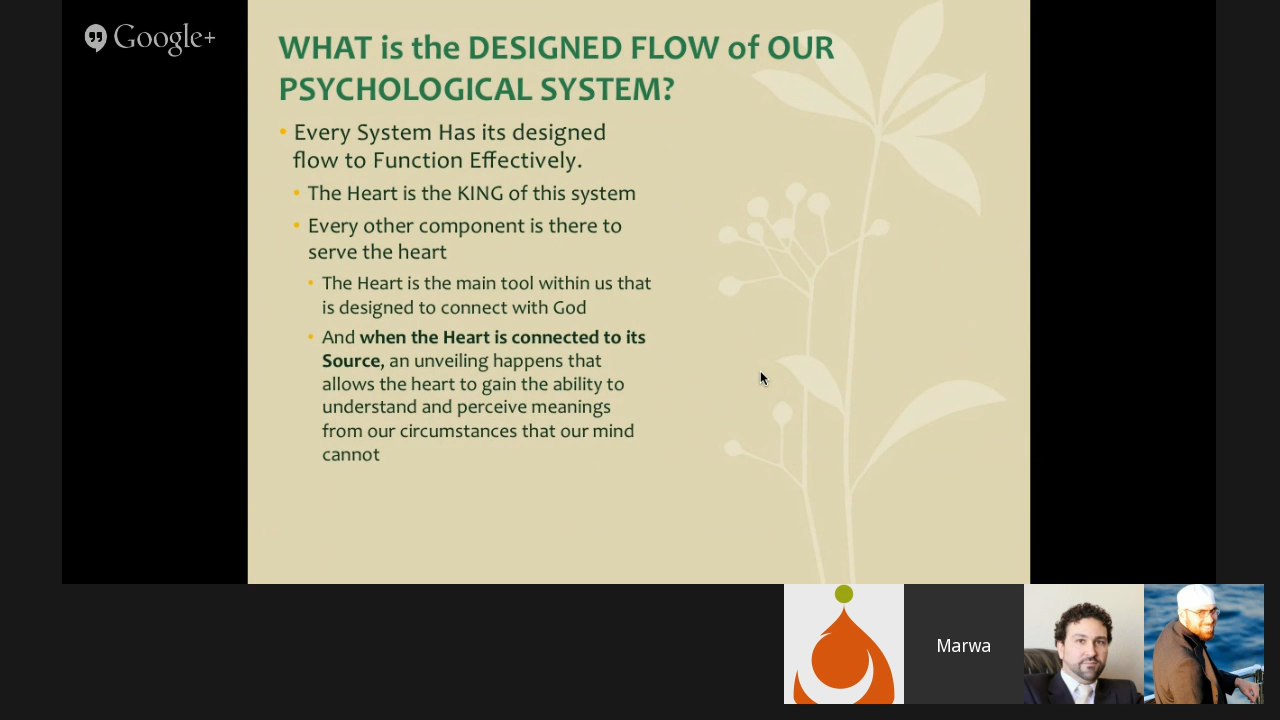 Google+
WHAT is the DESIGNED FLOW of OUR
PSYCHOLOGICAL SYSTEM?
• Every System Has its designed
flow to Function Effectively.
• The Heart is the KING of this system
• Every other component is there to
serve the heart
• The Heart is the main tool within us that
is designed to connect with God
• And when the Heart is connected to its
Source, an unveiling happens that
allows the heart to gain the ability to
understand and perceive meanings
from our circumstances that our mind
cannot
Marwa